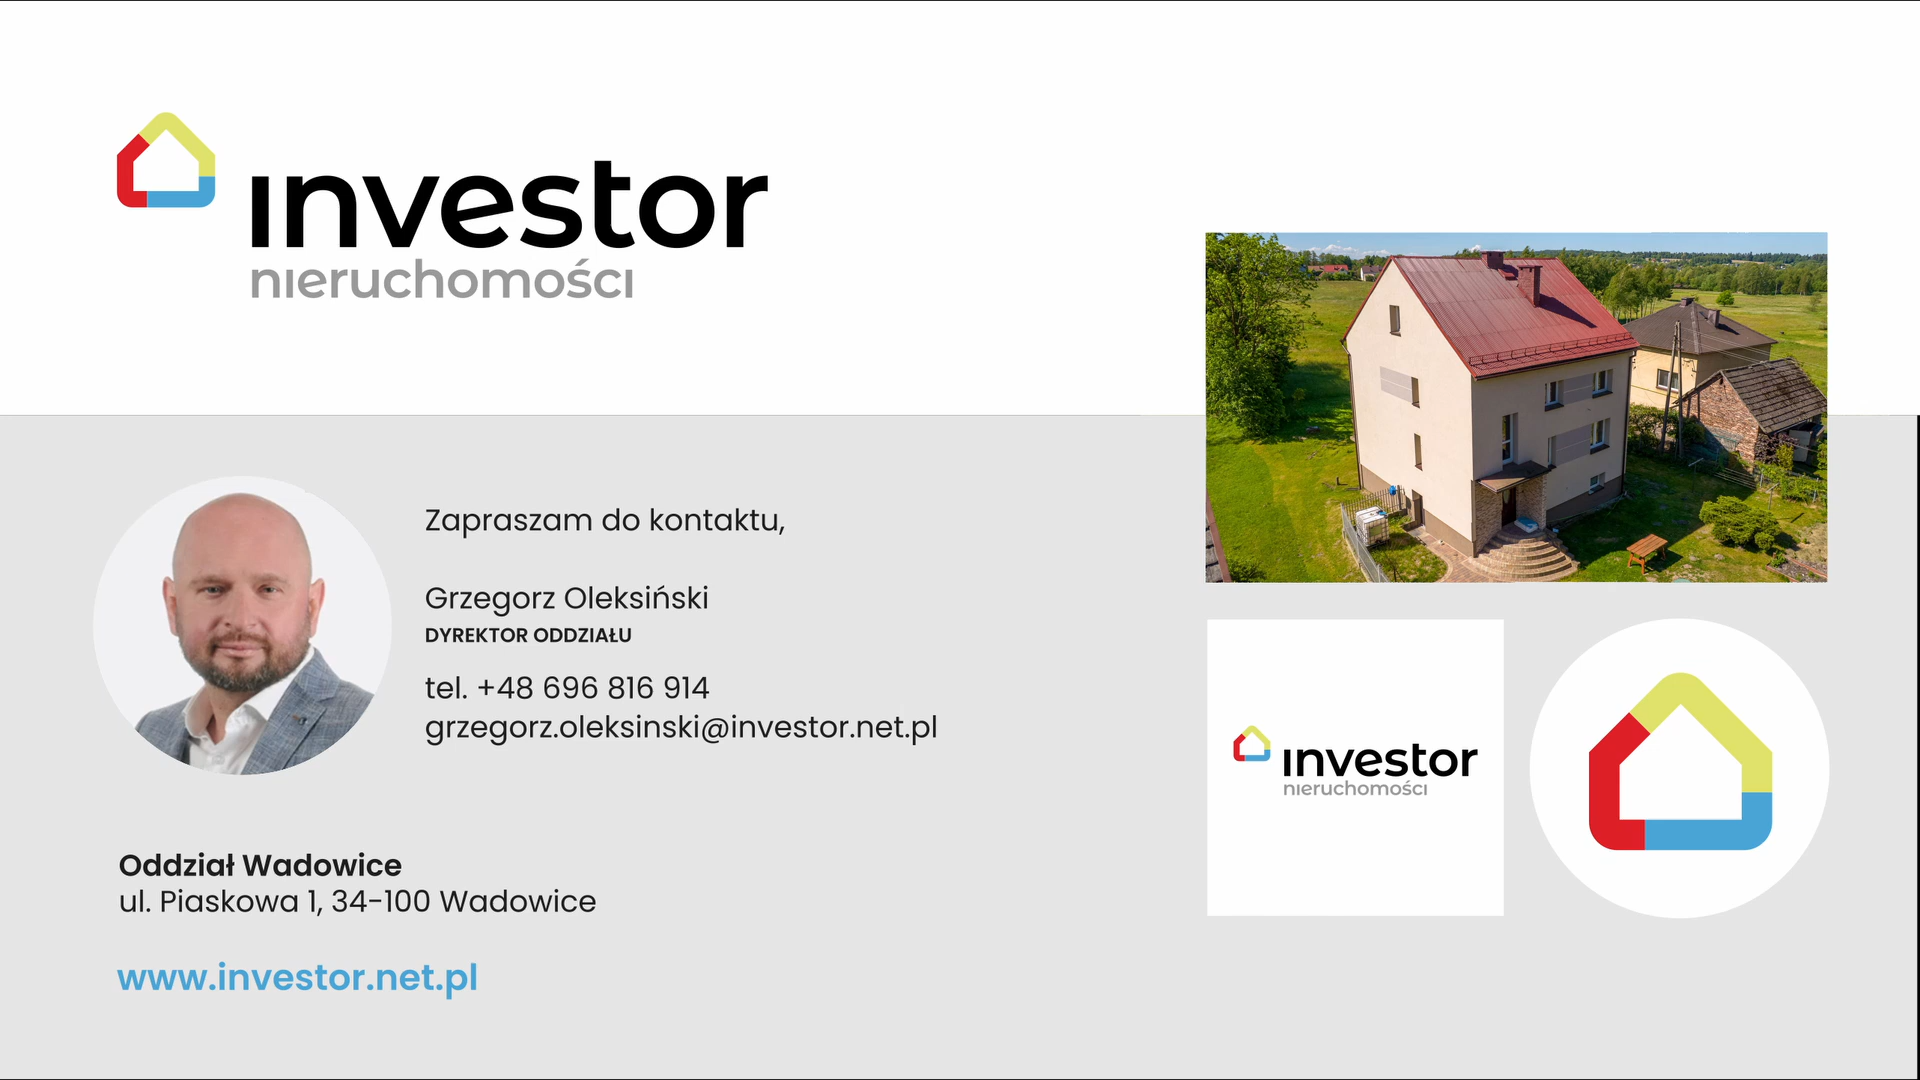 investor
nieruchomości
Zapraszam do kontaktu,
Grzegorz Oleksiński
DYREKTOR ODDZIAŁU
tel. +48 696 816 914
grzegorz.oleksinski@investor.net.pl
Oddział Wadowice
ul. Piaskowa 1, 34-100 Wadowice
www.investor.net.pl
investor
nieruchomości